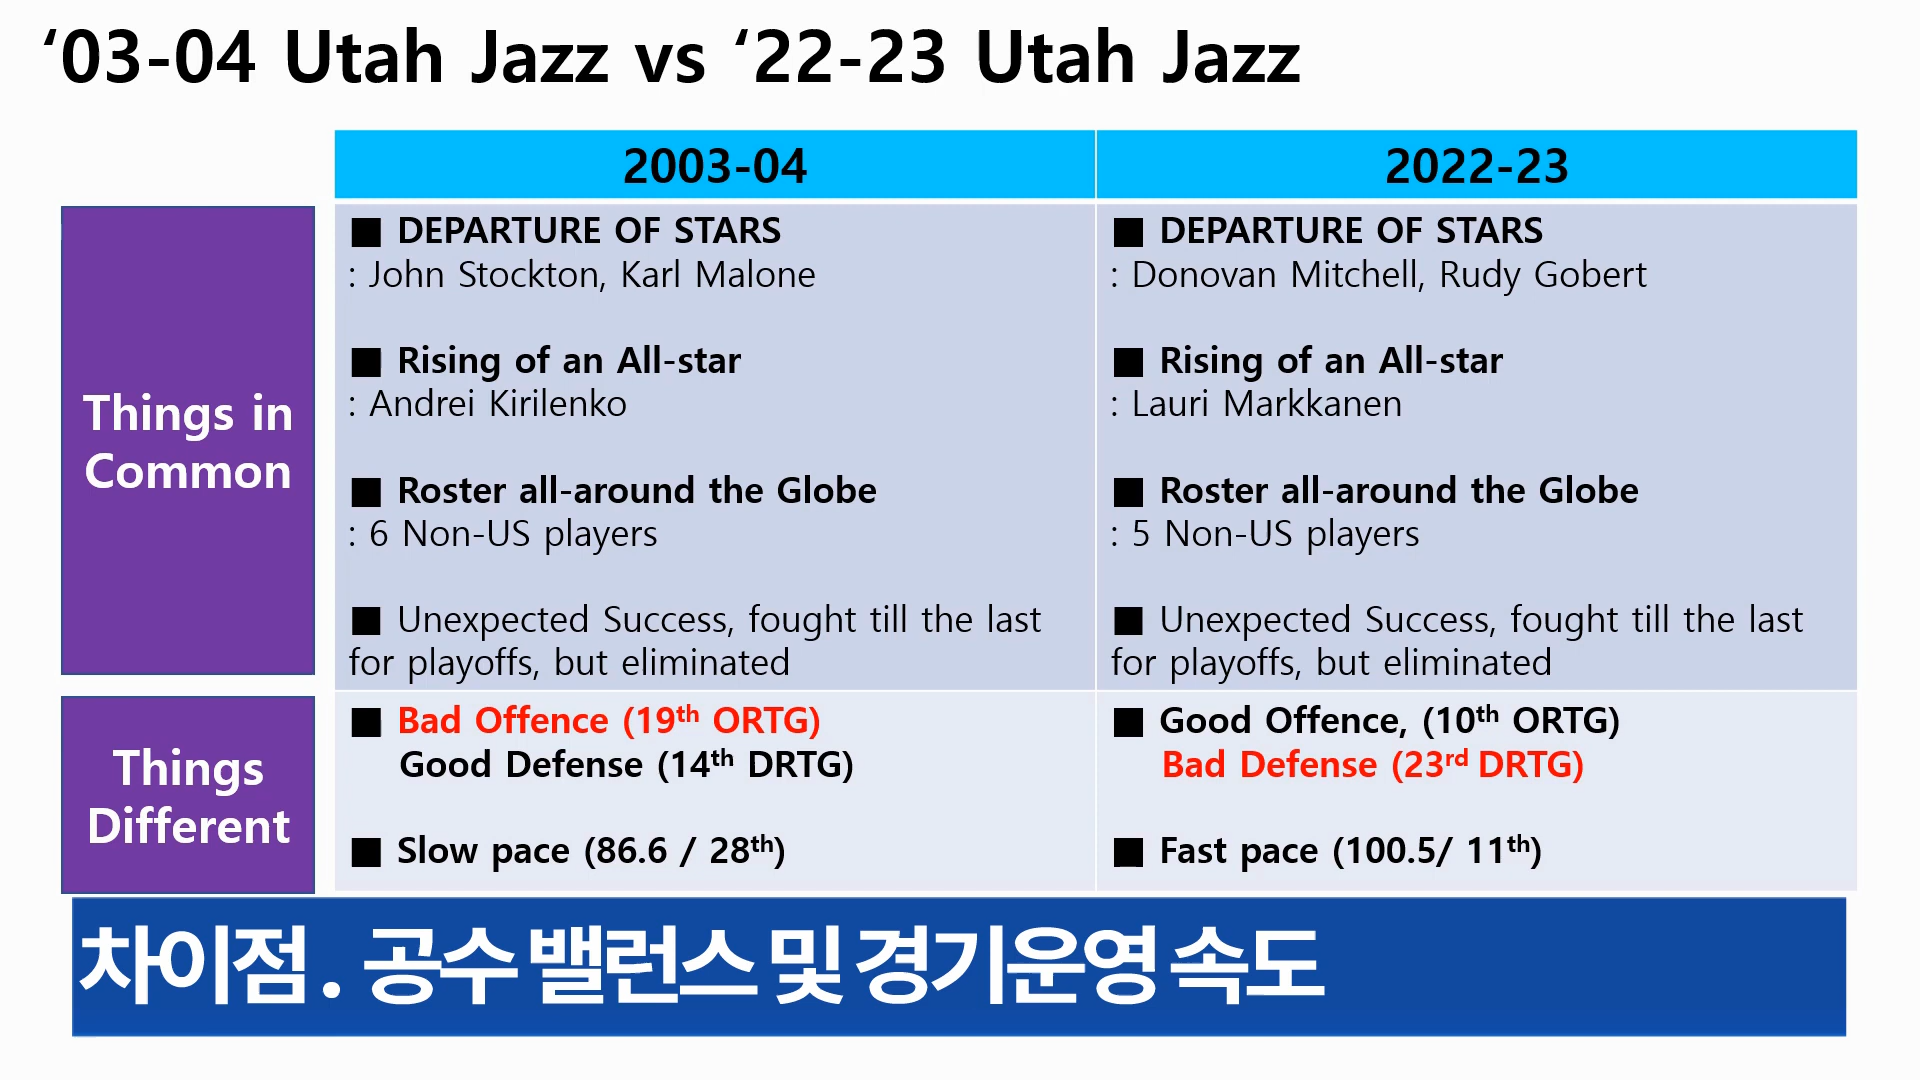 ‘03-04 Utah Jazz vs ‘22-23 Utah Jazz
2003-04
2022-23
Things in
Common
■ DEPARTURE OF STARS
: John Stockton, Karl Malone
■ Rising of an All-star
: Andrei Kirilenko
■ Roster all-around the Globe
: 6 Non-US players
■ Unexpected Success, fought till the last
for playoffs, but eliminated
■ DEPARTURE OF STARS
: Donovan Mitchell, Rudy Gobert
■ Rising of an All-star
: Lauri Markkanen
■ Roster all-around the Globe
: 5 Non-US players
■ Unexpected Success, fought till the last
for playoffs, but eliminated
Things
Different
■ Bad Offence (19th ORTG)
Good Defense (14th DRTG)
■ Slow pace (86.6 / 28th)
■ Good Offence, (10th ORTG)
Bad Defense (23rd DRTG)
■ Fast pace (100.5/ 11th)
차이점. 공수 밸런스 및 경기운영 속도